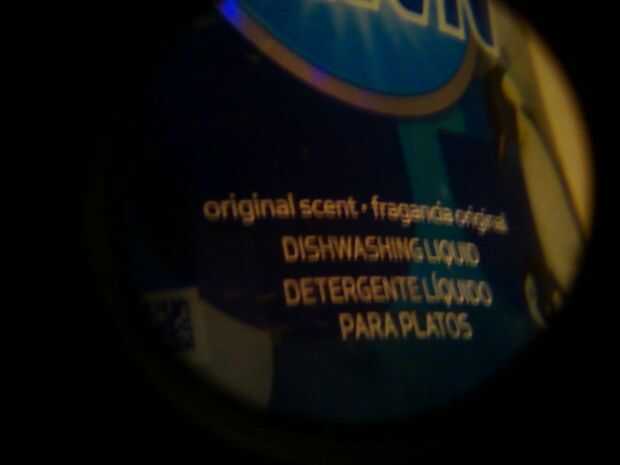 original scent • fragancia original
DISHWASHING LIQUID
DETERGENTE LÍQUIDO
PARA PLATOS